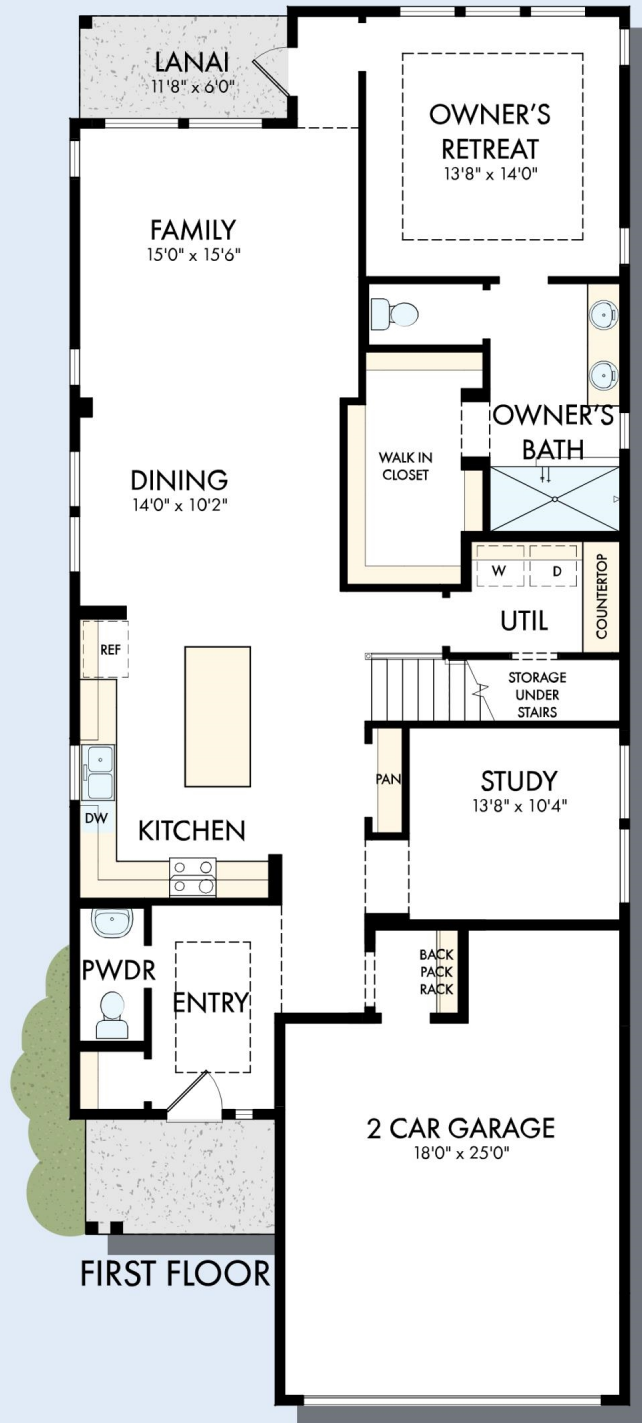 LANAI
11'8" x 6'0"
OWNER'S
RETREAT
13'8" x 14'0"
FAMILY
15'0" x 15'6"
OWNER'S
BATH
WALK IN
CLOSET
DINING
14'0" x 10'2"
W
D
COUNTERTOP
UTIL
REF
STORAGE
UNDER
STAIRS
PAN
STUDY
13'8" x 10'4"
DW
KITCHEN
BACK
PACK
RACK
PWDR
ENTRY
2 CAR GARAGE
18'0" x 25'0"
FIRST FLOOR